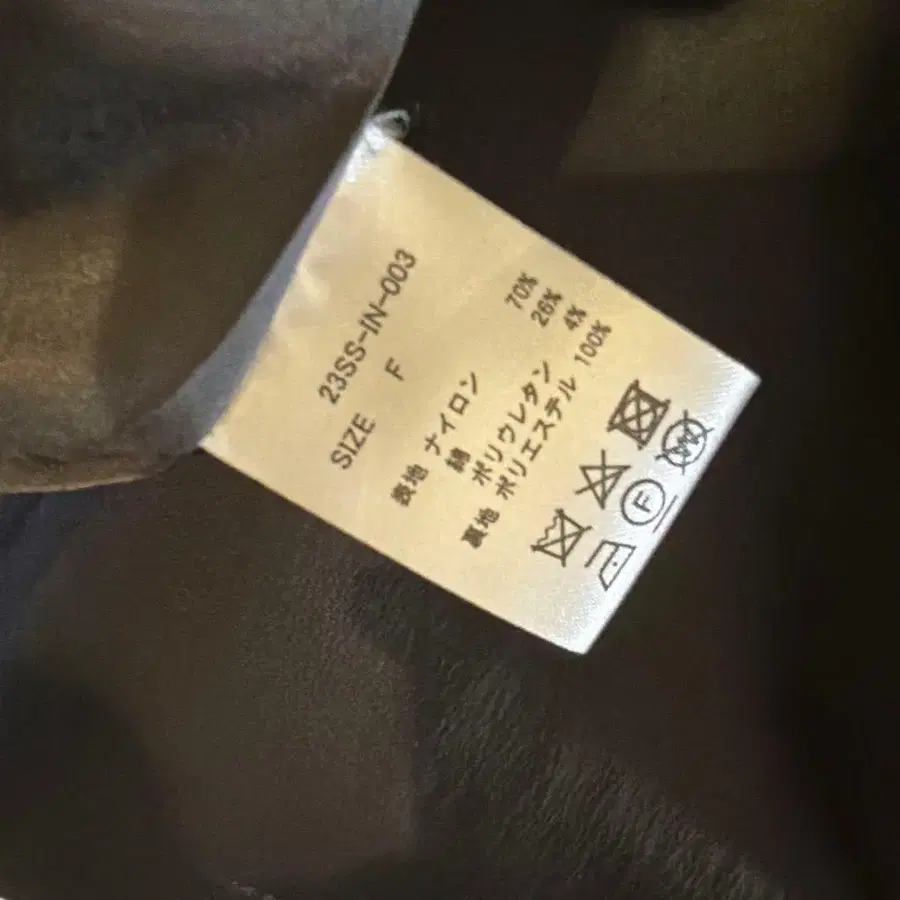 23SS-IN-003
SIZE F
表地 ナイロン 70%
綿 26%
ポリウレタン 4%
裏地 ポリエステル 100%
F
W